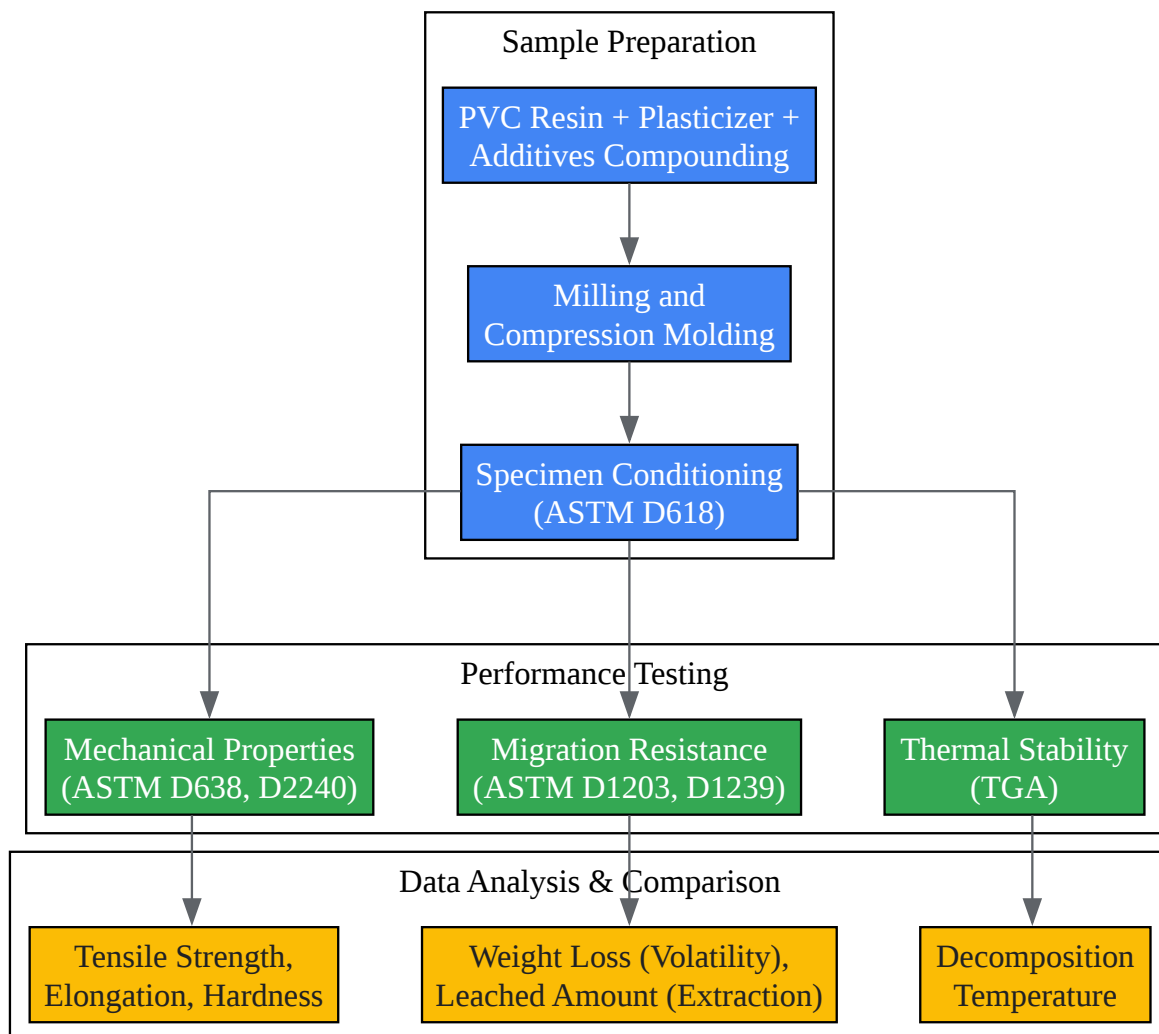 Sample Preparation
PVC Resin + Plasticizer +
Additives Compounding
Milling and
Compression Molding
Specimen Conditioning
(ASTM D618)
Performance Testing
Mechanical Properties
(ASTM D638, D2240)
Migration Resistance
(ASTM D1203, D1239)
Thermal Stability
(TGA)
Data Analysis & Comparison
Tensile Strength,
Elongation, Hardness
Weight Loss (Volatility),
Leached Amount (Extraction)
Decomposition
Temperature